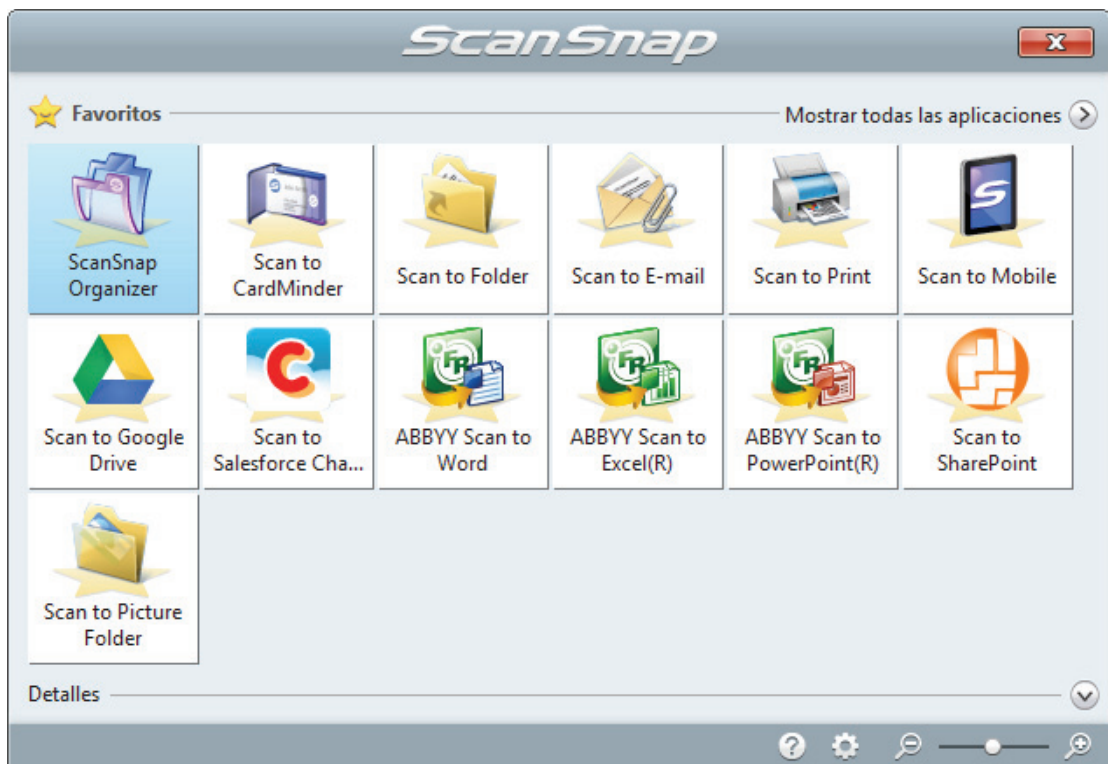 ScanSnap
Favoritos
Mostrar todas las aplicaciones
ScanSnap
Organizer
Scan to
CardMinder
Scan to Folder
Scan to E-mail
Scan to Print
Scan to Mobile
Scan to Google
Drive
Scan to
Salesforce Cha...
ABBYY Scan to
Word
ABBYY Scan to
Excel(R)
ABBYY Scan to
PowerPoint(R)
Scan to
SharePoint
Scan to Picture
Folder
Detalles